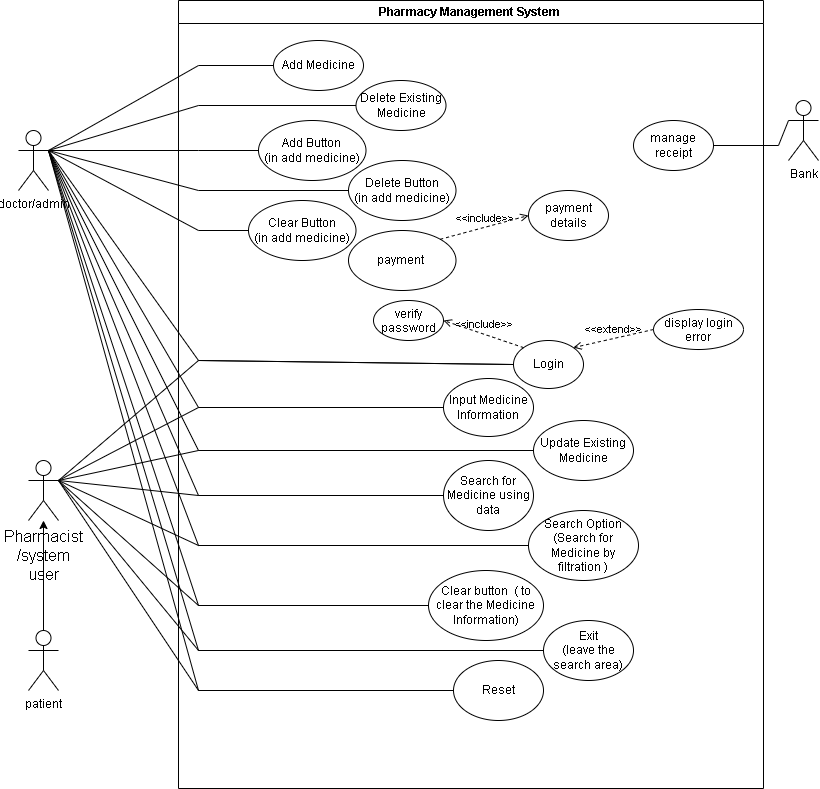 Pharmacy Management System
Add Medicine
Delete Existing
Medicine
Add Button
(in add medicine)
manage
receipt
Bank
doctor/admin
Delete Button
(in add medicine)
Clear Button
(in add medicine)
<<include>>
payment
details
payment
verify
password
<<include>>
<<extend>>
display login
error
Login
Input Medicine
Information
Update Existing
Medicine
Search for
Medicine using
data
Pharmacist
/system
user
Search Option
(Search for
Medicine by
filtration )
Clear button ( to
clear the Medicine
Information)
Exit
(leave the
search area)
Reset
patient